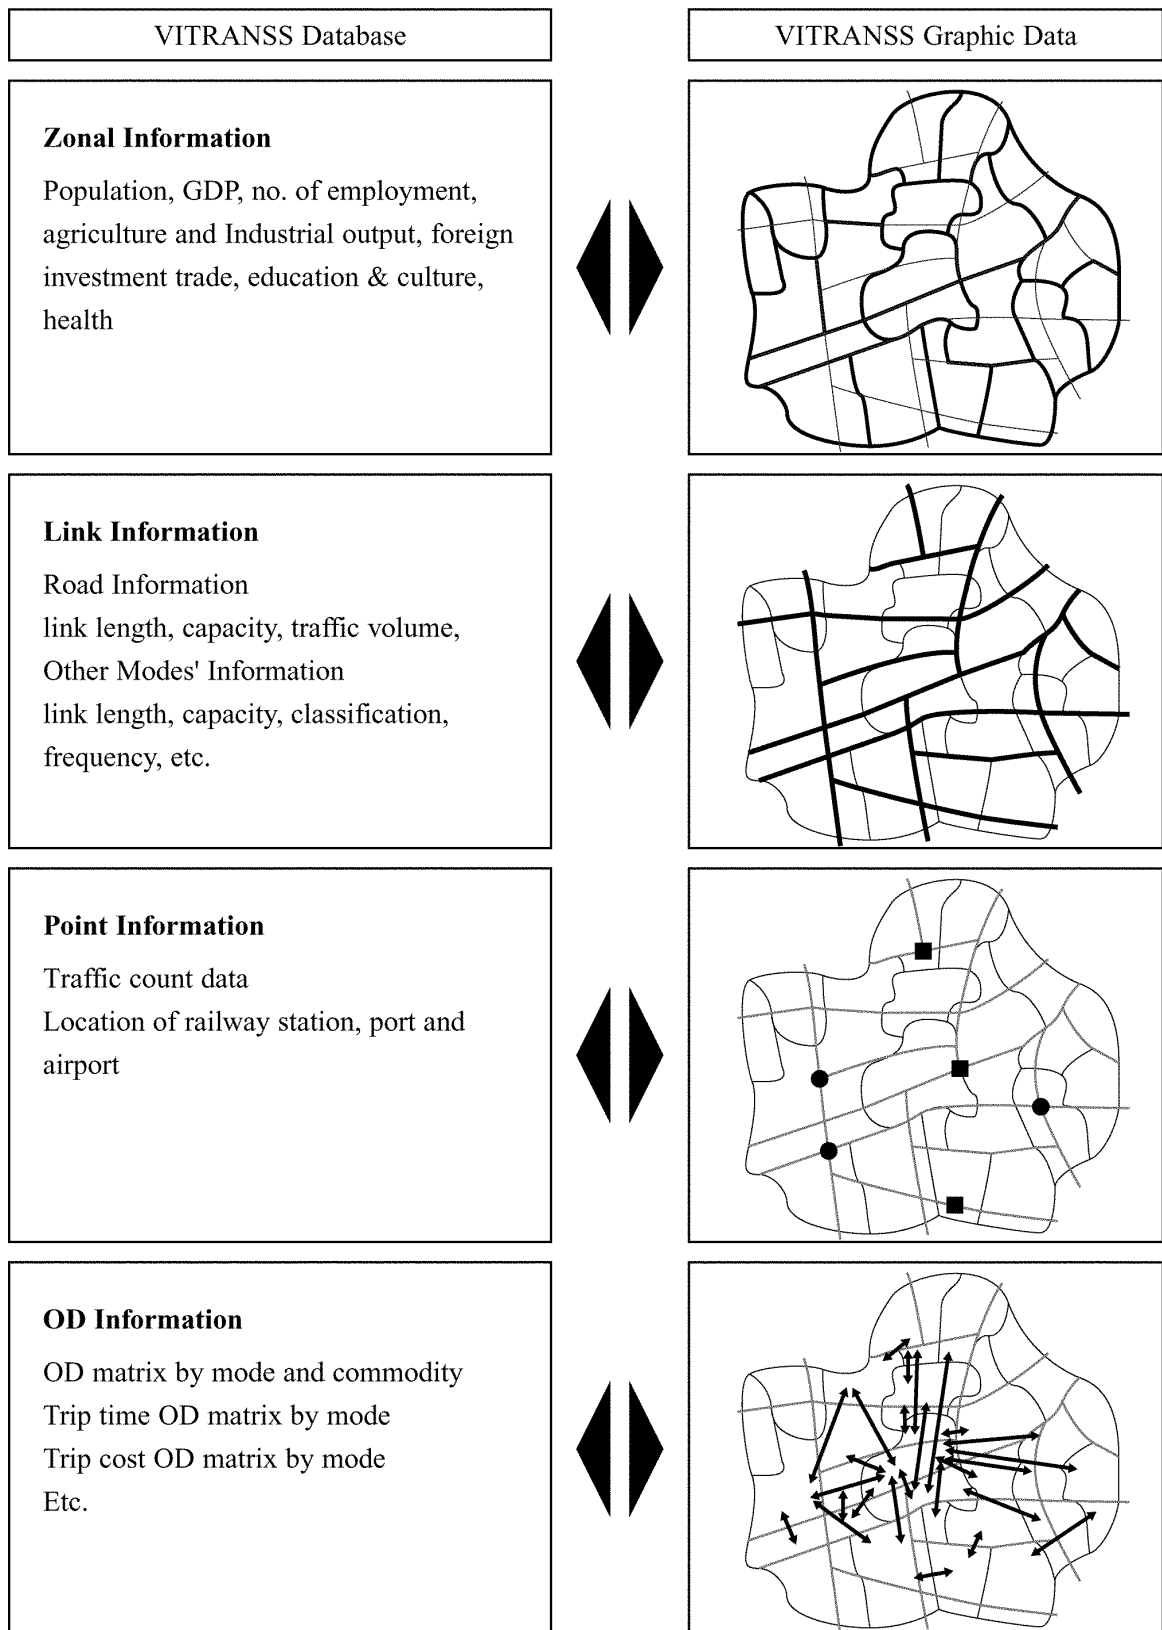 VITRANSS Database
VITRANSS Graphic Data
Zonal Information
Population, GDP, no. of employment,
agriculture and Industrial output, foreign
investment trade, education & culture,
health
Link Information
Road Information
link length, capacity, traffic volume,
Other Modes' Information
link length, capacity, classification,
frequency, etc.
Point Information
Traffic count data
Location of railway station, port and
airport
OD Information
OD matrix by mode and commodity
Trip time OD matrix by mode
Trip cost OD matrix by mode
Etc.